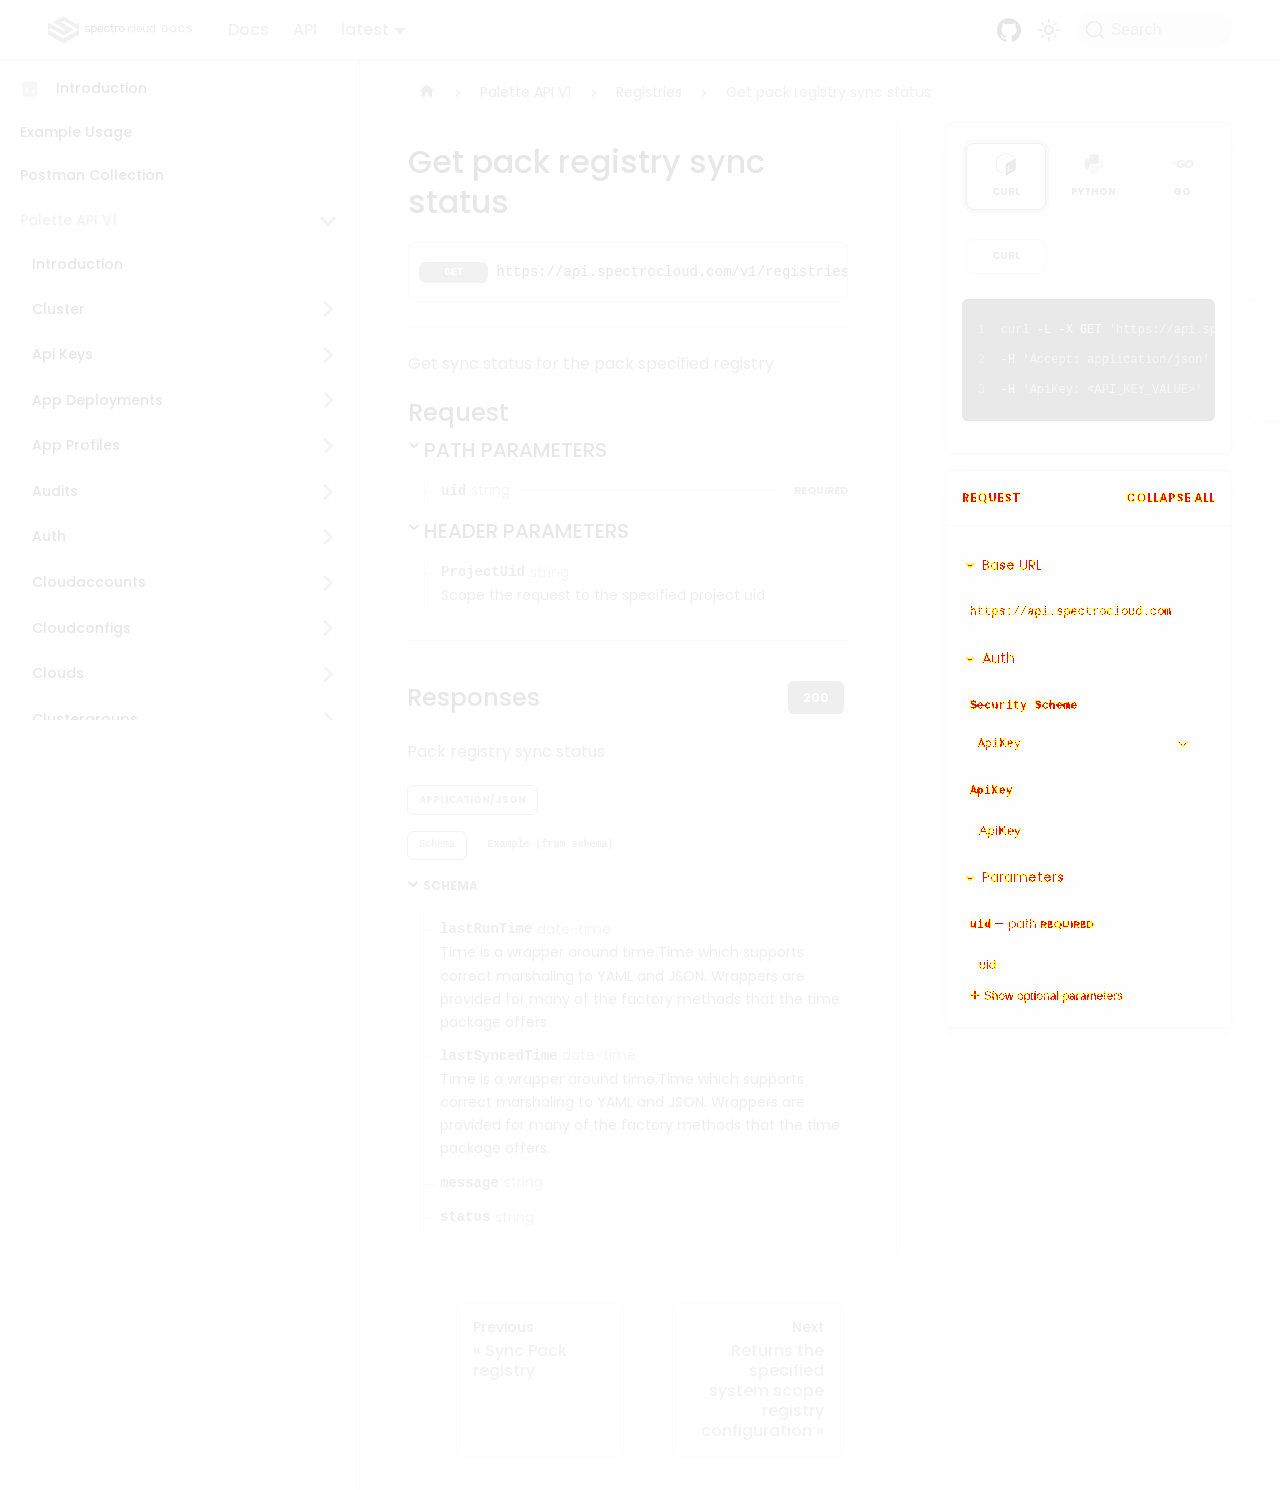 spectro cloud DOCS
Docs
API
latest
Search
Introduction
Example Usage
Postman Collection
Palette API V1
Introduction
Cluster
Api Keys
App Deployments
App Profiles
Audits
Auth
Cloudaccounts
Cloudconfigs
Clouds
Clustergroups
Palette API V1
Registries
Get pack registry sync status
Get pack registry sync
status
GET https://api.spectrocloud.com/v1/registries
Get sync status for the pack specified registry
Request
PATH PARAMETERS
uid string REQUIRED
HEADER PARAMETERS
ProjectUid string
Scope the request to the specified project uid
Responses
200
Pack registry sync status
APPLICATION/JSON
Schema
Example (from schema)
SCHEMA
lastRunTime date-time
Time is a wrapper around time.Time which supports
correct marshaling to YAML and JSON. Wrappers are
provided for many of the factory methods that the time
package offers.
lastSyncedTime date-time
Time is a wrapper around time.Time which supports
correct marshaling to YAML and JSON. Wrappers are
provided for many of the factory methods that the time
package offers.
message string
status string
Previous
« Sync Pack
registry
Next
Returns the
specified
system scope
registry
configuration »
CURL
PYTHON
GO
GO
CURL
1 curl -L -X GET 'https://api.sp
2 -H 'Accept: application/json'
3 -H 'ApiKey: <API_KEY_VALUE>'
REQUEST
COLLAPSE ALL
Base URL
https://api.spectrocloud.com
Auth
Security Scheme
ApiKey
ApiKey
ApiKey
Parameters
uid — path REQUIRED
uid
Show optional parameters